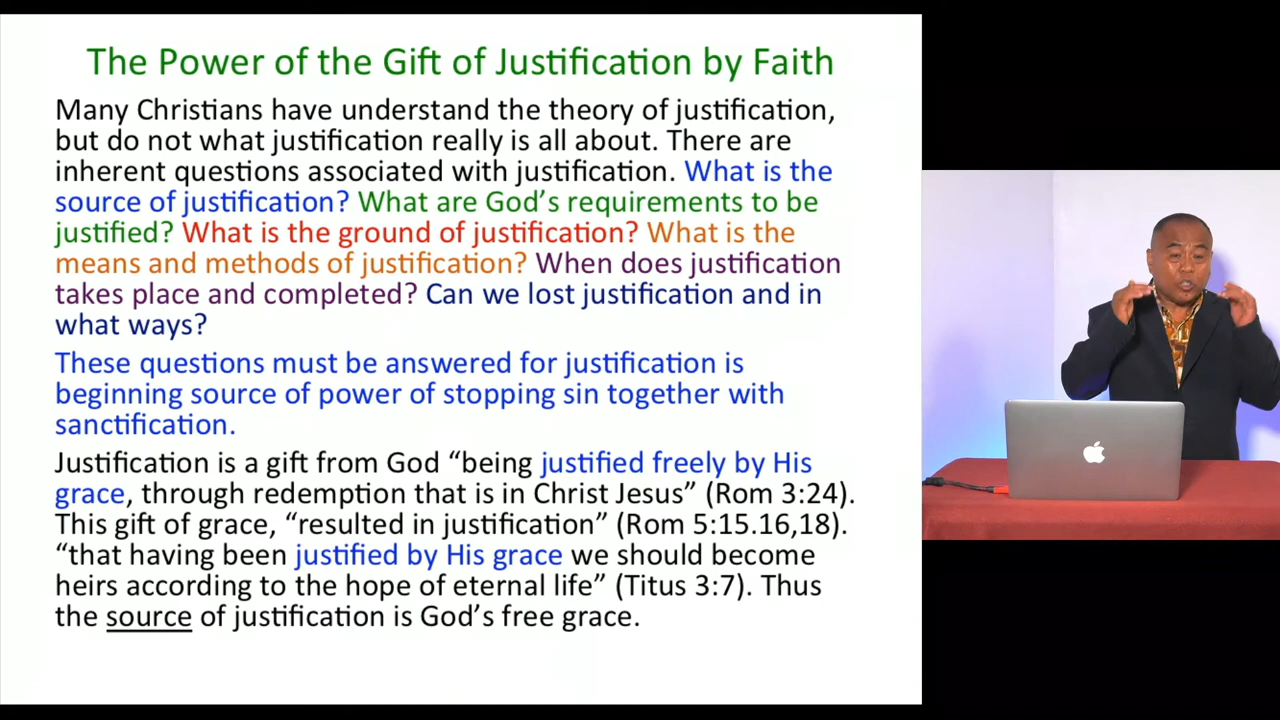 The Power of the Gift of Justification by Faith
Many Christians have understand the theory of justification,
but do not what justification really is all about. There are
inherent questions associated with justification. What is the
source of justification? What are God’s requirements to be
justified? What is the ground of justification? What is the
means and methods of justification? When does justification
takes place and completed? Can we lost justification and in
what ways?
These questions must be answered for justification is
beginning source of power of stopping sin together with
sanctification.
Justification is a gift from God “being justified freely by His
grace, through redemption that is in Christ Jesus” (Rom 3:24).
This gift of grace, “resulted in justification” (Rom 5:15.16,18).
“that having been justified by His grace we should become
heirs according to the hope of eternal life” (Titus 3:7). Thus
the source of justification is God’s free grace.